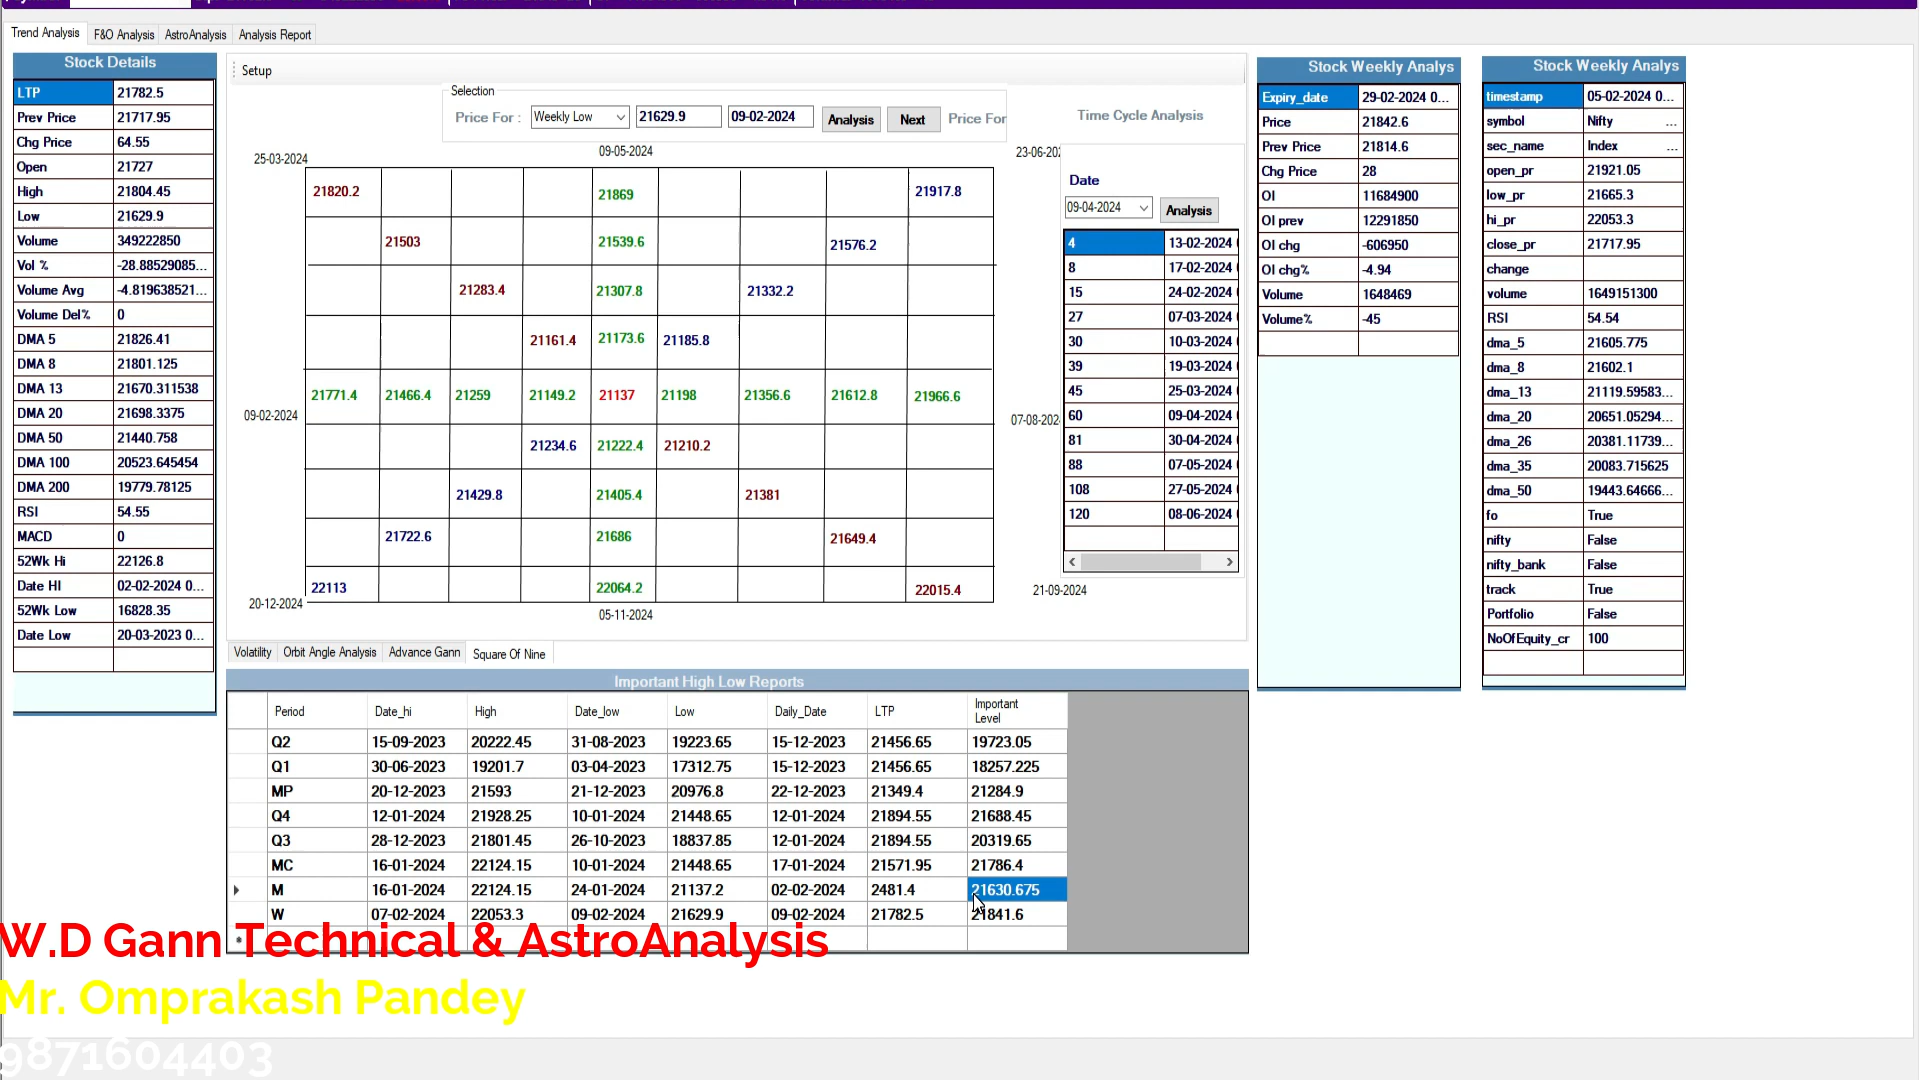 Trend Analysis F&O Analysis AstroAnalysis Analysis Report
Stock Details
LTP 21782.5
Prev Price 21717.95
Chg Price 64.55
Open 21727
High 21804.45
Low 21629.9
Volume 349222850
Vol % -28.88529085...
Volume Avg -4.819638521...
Volume Del% 0
DMA 5 21826.41
DMA 8 21801.125
DMA 13 21670.311538
DMA 20 21698.3375
DMA 50 21440.758
DMA 100 20523.645454
DMA 200 19779.78125
RSI 54.55
MACD 0
52Wk Hi 22126.8
Date HI 02-02-2024 0...
52Wk Low 16828.35
Date Low 20-03-2023 0...
Setup
Selection
Price For : Weekly Low 21629.9 09-02-2024 Analysis Next Price For
25-03-2024 09-05-2024
21820.2 21869 21917.8
21503 21539.6 21576.2
21283.4 21307.8 21332.2
21161.4 21173.6 21185.8
09-02-2024 21771.4 21466.4 21259 21149.2 21137 21198 21356.6 21612.8 21966.6
21234.6 21222.4 21210.2
21429.8 21405.4 21381
21722.6 21686 21649.4
22113 22064.2 22015.4
20-12-2024 05-11-2024 21-09-2024
Time Cycle Analysis
Date
09-04-2024 Analysis
4 13-02-2024
8 17-02-2024
15 24-02-2024
27 07-03-2024
30 10-03-2024
39 19-03-2024
45 25-03-2024
60 09-04-2024
81 30-04-2024
88 07-05-2024
108 27-05-2024
120 08-06-2024
Volatility Orbit Angle Analysis Advance Gann Square Of Nine
Important High Low Reports
Period Date_hi High Date_low Low Daily_Date LTP Important Level
Q2 15-09-2023 20222.45 31-08-2023 19223.65 15-12-2023 21456.65 19723.05
Q1 30-06-2023 19201.7 03-04-2023 17312.75 15-12-2023 21456.65 18257.225
MP 20-12-2023 21593 21-12-2023 20976.8 22-12-2023 21349.4 21284.9
Q4 12-01-2024 21928.25 10-01-2024 21448.65 12-01-2024 21894.55 21688.45
Q3 28-12-2023 21801.45 26-10-2023 18837.85 12-01-2024 21894.55 20319.65
MC 16-01-2024 22124.15 10-01-2024 21448.65 17-01-2024 21571.95 21786.4
M 16-01-2024 22124.15 24-01-2024 21137.2 02-02-2024 2481.4 21630.675
W 07-02-2024 22053.3 09-02-2024 21629.9 09-02-2024 21782.5 21841.6
Stock Weekly Analys
Expiry_date 29-02-2024 0...
Price 21842.6
Prev Price 21814.6
Chg Price 28
OI 11684900
OI prev 12291850
OI chg -606950
OI chg% -4.94
Volume 1648469
Volume% -45
Stock Weekly Analys
timestamp 05-02-2024 0...
symbol Nifty ...
sec_name Index ...
open_pr 21921.05
low_pr 21665.3
hi_pr 22053.3
close_pr 21717.95
change
volume 1649151300
RSI 54.54
dma_5 21605.775
dma_8 21602.1
dma_13 21119.59583...
dma_20 20651.05294...
dma_26 20381.11739...
dma_35 20083.715625
dma_50 19443.64666...
fo True
nifty False
nifty_bank False
track True
Portfolio False
NoOfEquity_cr 100
W.D Gann Technical & AstroAnalysis
Mr. Omprakash Pandey
9871604403